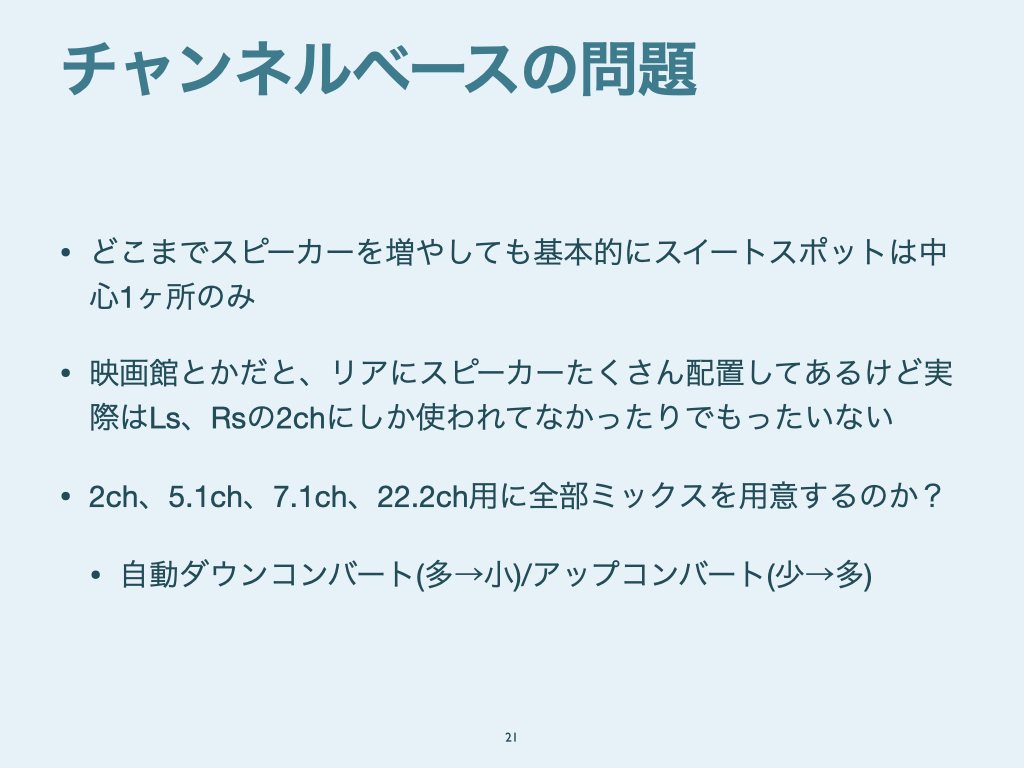 チャンネルベースの問題
• どこまでスピーカーを増やしても基本的にスイートスポットは中
心1ヶ所のみ
• 映画館とかだと、リアにスピーカーたくさん配置してあるけど実
際はLs、Rsの2chにしか使われてなかったりでもったいない
• 2ch、5.1ch、7.1ch、22.2ch用に全部ミックスを用意するのか？
• 自動ダウンコンバート(多→小)/アップコンバート(少→多)
21